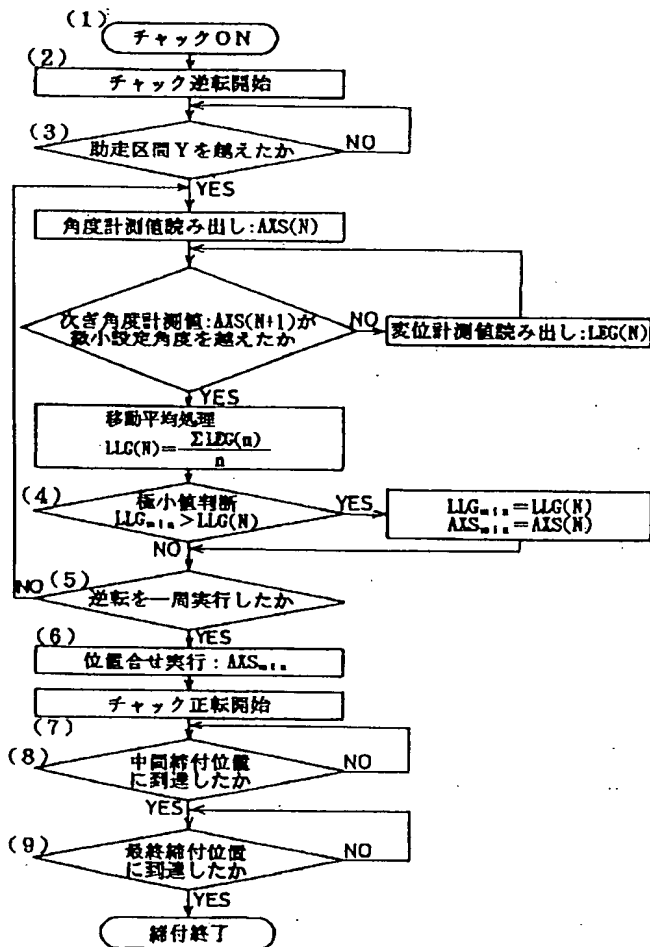 (1)
チャックON
(2)
チャック逆転開始
(3)
助走区間Yを越えたか
NO
YES
角度計測値読み出し:AXS(N)
次ぎ角度計測値:AXS(N+1)が
微小設定角度を越えたか
NO
変位計測値読み出し:LEG(N)
YES
移動平均処理
LLG(N)=ΣLEG(n)/n
(4)
極小値判断
LLGmin>LLG(N)
YES
LLGmin=LLG(N)
AXSmin=AXS(N)
NO
NO
(5)
逆転を一周実行したか
YES
(6)
位置合せ実行:AXSmin
チャック正転開始
(7)
(8)
中間締付位置
に到達したか
NO
YES
(9)
最終締付位置
に到達したか
NO
YES
締付終了